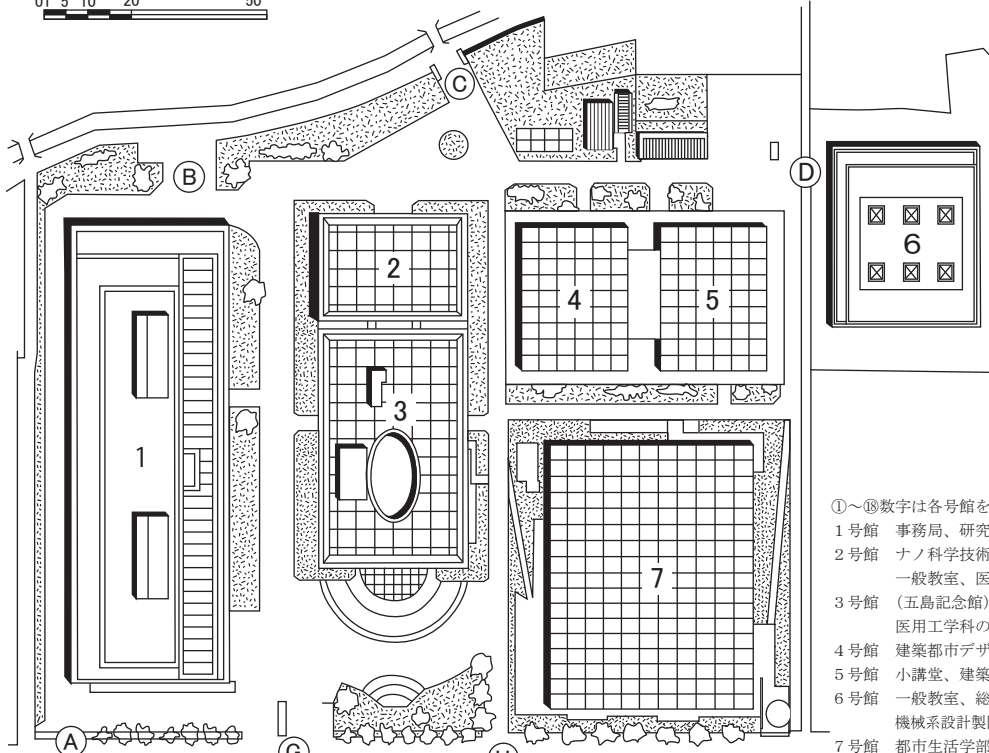 01 5 10 20 50
C
B
D
6
2
4
5
3
1
7
①～⑱数字は各号館を
1号館 事務局、研究
2号館 ナノ科学技術
一般教室、医
3号館 （五島記念館）
医用工学科の
4号館 建築都市デザ
5号館 小講堂、建築
6号館 一般教室、総
機械系設計製図
7号館 都市生活学部
A
G